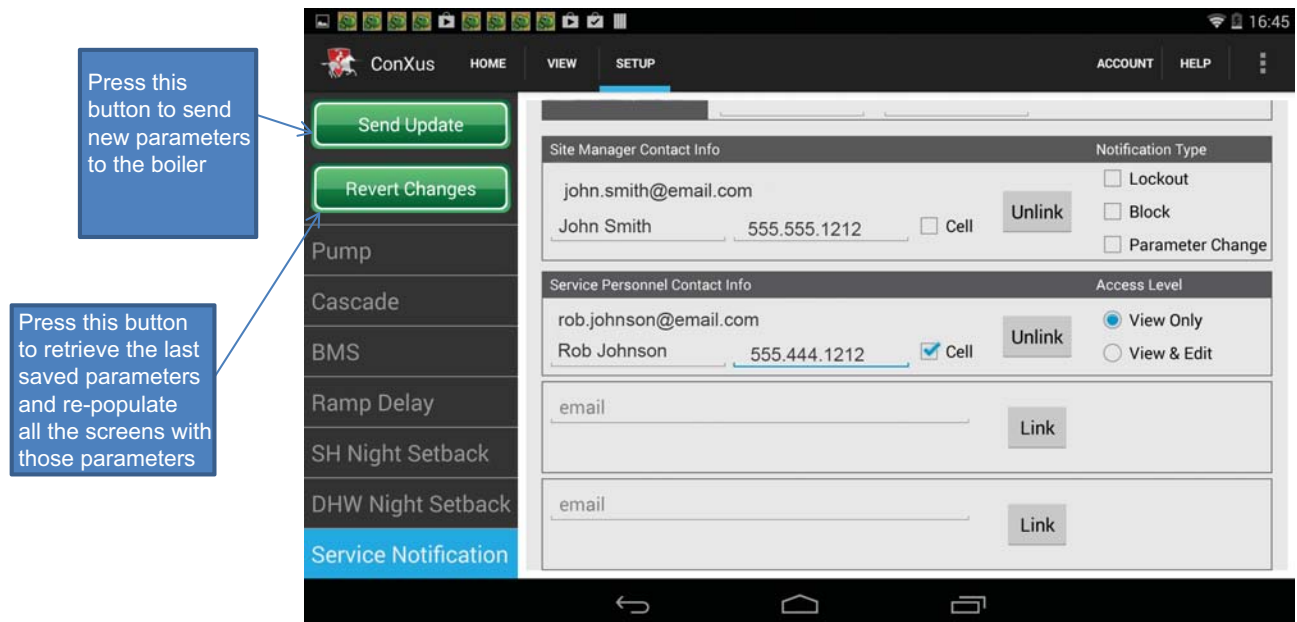 16:45
ConXus HOME VIEW SETUP ACCOUNT HELP
Press this
button to send
new parameters
to the boiler
Send Update
Revert Changes
Pump
Cascade
BMS
Ramp Delay
SH Night Setback
DHW Night Setback
Service Notification
Press this button
to retrieve the last
saved parameters
and re-populate
all the screens with
those parameters
Site Manager Contact Info Notification Type
john.smith@email.com
John Smith 555.555.1212 Cell Unlink
Lockout
Block
Parameter Change
Service Personnel Contact Info Access Level
rob.johnson@email.com
Rob Johnson 555.444.1212 Cell Unlink
View Only
View & Edit
email
Link
email
Link